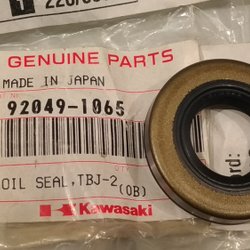 GENUINE PARTS
MADE IN JAPAN
92049-1065
OIL SEAL,TBJ-2(OB)
Kawasaki